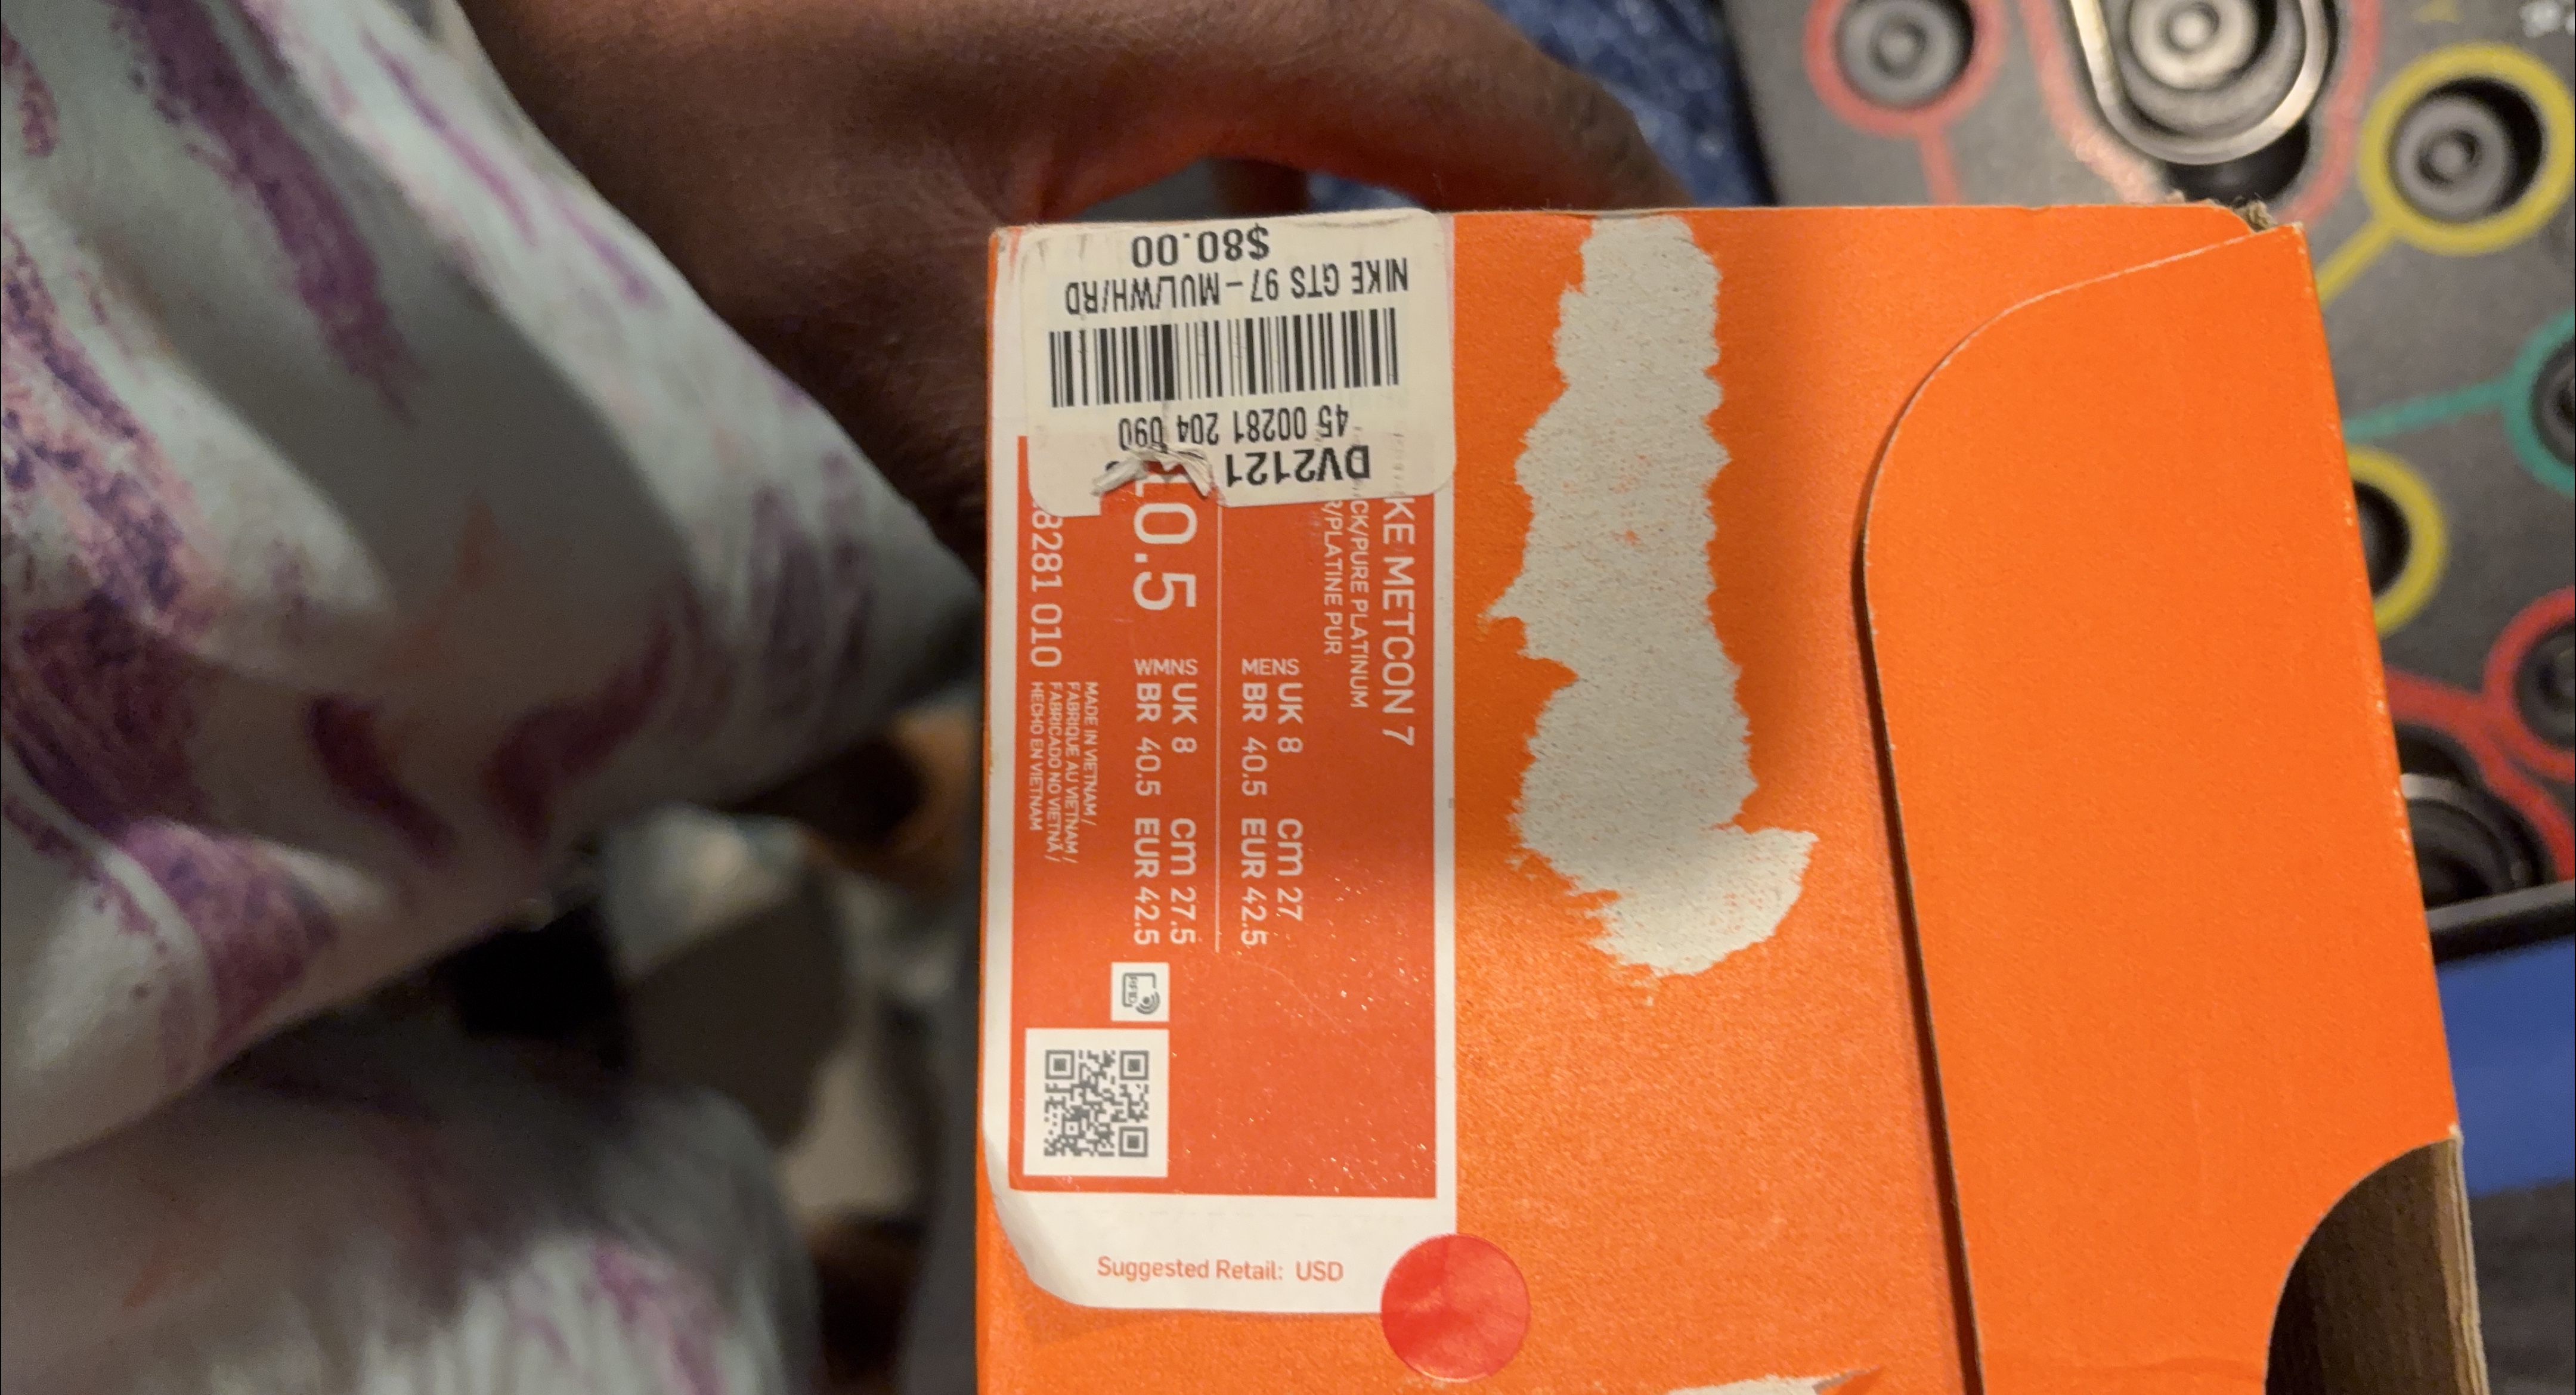 $80.00
NIKE GTS 97 - MUL/WH/RD
45 00281 204 090
DV2121
KE METCON 7
CK/PURE PLATINUM
R/PLATINE PUR
MENS
UK 8 cm 27
BR 40.5 EUR 42.5
10.5
WMNS
UK 8 cm 27.5
BR 40.5 EUR 42.5
8281 010
MADE IN VIETNAM /
FABRIQUE AU VIETNAM /
FABRICADO NO VIETNÃ /
HECHO EN VIETNAM
RFID
Suggested Retail: USD